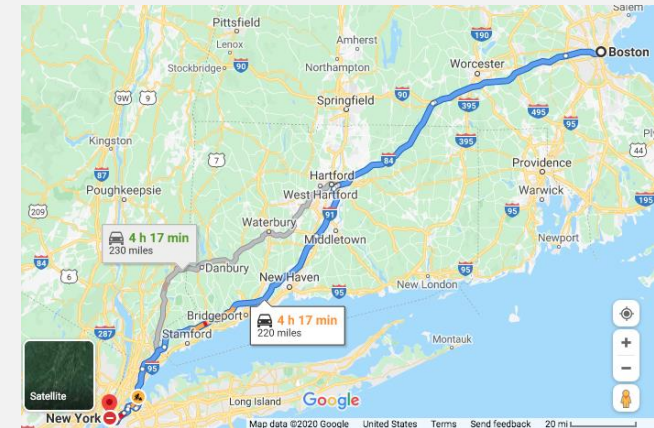 Pittsfield
Salem
Lenox
Amherst
190
Boston
Stockbridge
90
Northampton
Worcester
90
9W
9
Springfield
395
495
95
Kingston
84
395
44
7
Hartford
Providence
87
West Hartford
Warwick
Poughkeepsie
91
195
209
Waterbury
Middletown
95
Newport
4 h 17 min
230 miles
84
6
Danbury
New Haven
95
New London
Bridgeport
4 h 17 min
220 miles
287
Stamford
Montauk
95
Satellite
Long Island
Google
New York
Map data ©2020 Google United States Terms Send feedback 20 mi